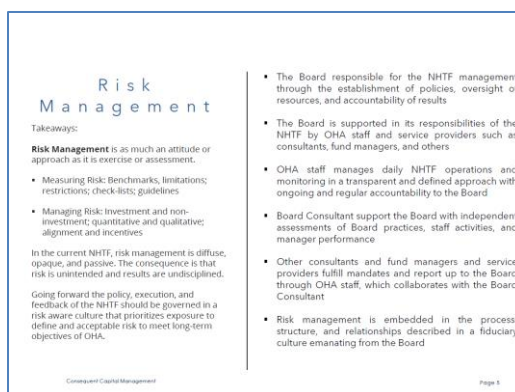 Risk
Management
Takeaways:
Risk Management is as much an attitude or
approach as it is exercise or assessment.
▪ Measuring Risk: Benchmarks, limitations;
restrictions; check-lists; guidelines
▪ Managing Risk: Investment and non-
investment; quantitative and qualitative;
alignment and incentives
In the current NHTF, risk management is diffuse,
opaque, and passive. The consequence is that
risk is unintended and results are undisciplined.
Going forward the policy, execution, and
feedback of the NHTF should be governed in a
risk aware culture that prioritizes exposure to
define and acceptable risk to meet long-term
objectives of OHA.
▪ The Board responsible for the NHTF management
through the establishment of policies, oversight o
resources, and accountability of results
▪ The Board is supported in its responsibilities of the
NHTF by OHA staff and service providers such as
consultants, fund managers, and others
▪ OHA staff manages daily NHTF operations and
monitoring in a transparent and defined approach with
ongoing and regular accountability to the Board
▪ Board Consultant support the Board with independent
assessments of Board practices, staff activities, and
manager performance
▪ Other consultants and fund managers and service
providers fulfill mandates and report up to the Board
through OHA staff, which collaborates with the Board
Consultant
▪ Risk management is embedded in the process
structure, and relationships described in a fiduciary
culture emanating from the Board
Consequent Capital Management
Page 5